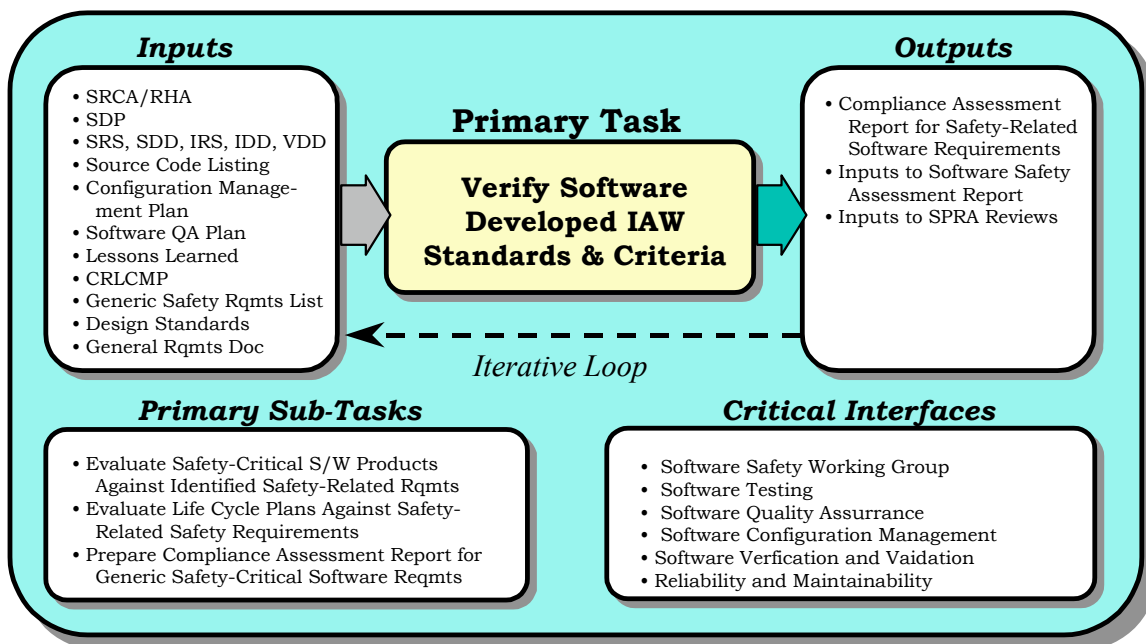 Inputs
• SRCA/RHA
• SDP
• SRS, SDD, IRS, IDD, VDD
• Source Code Listing
• Configuration Manage-
ment Plan
• Software QA Plan
• Lessons Learned
• CRLCMP
• Generic Safety Rqmts List
• Design Standards
• General Rqmts Doc
Primary Task
Verify Software
Developed IAW
Standards & Criteria
Outputs
• Compliance Assessment
Report for Safety-Related
Software Requirements
• Inputs to Software Safety
Assessment Report
• Inputs to SPRA Reviews
Iterative Loop
Primary Sub-Tasks
• Evaluate Safety-Critical S/W Products
Against Identified Safety-Related Rqmts
• Evaluate Life Cycle Plans Against Safety-
Related Safety Requirements
• Prepare Compliance Assessment Report for
Generic Safety-Critical Software Reqmts
Critical Interfaces
• Software Safety Working Group
• Software Testing
• Software Quality Assurrance
• Software Configuration Management
• Software Verfication and Vaidation
• Reliability and Maintainability